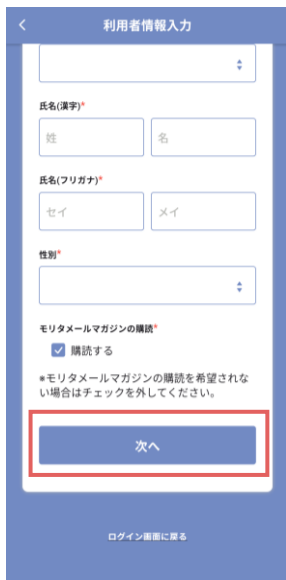 利用者情報入力
氏名(漢字)*
姓 名
氏名(フリガナ)*
セイ メイ
性別*
モリタメールマガジンの購読*
購読する
*モリタメールマガジンの購読を希望されな
い場合はチェックを外してください。
次へ
ログイン画面に戻る